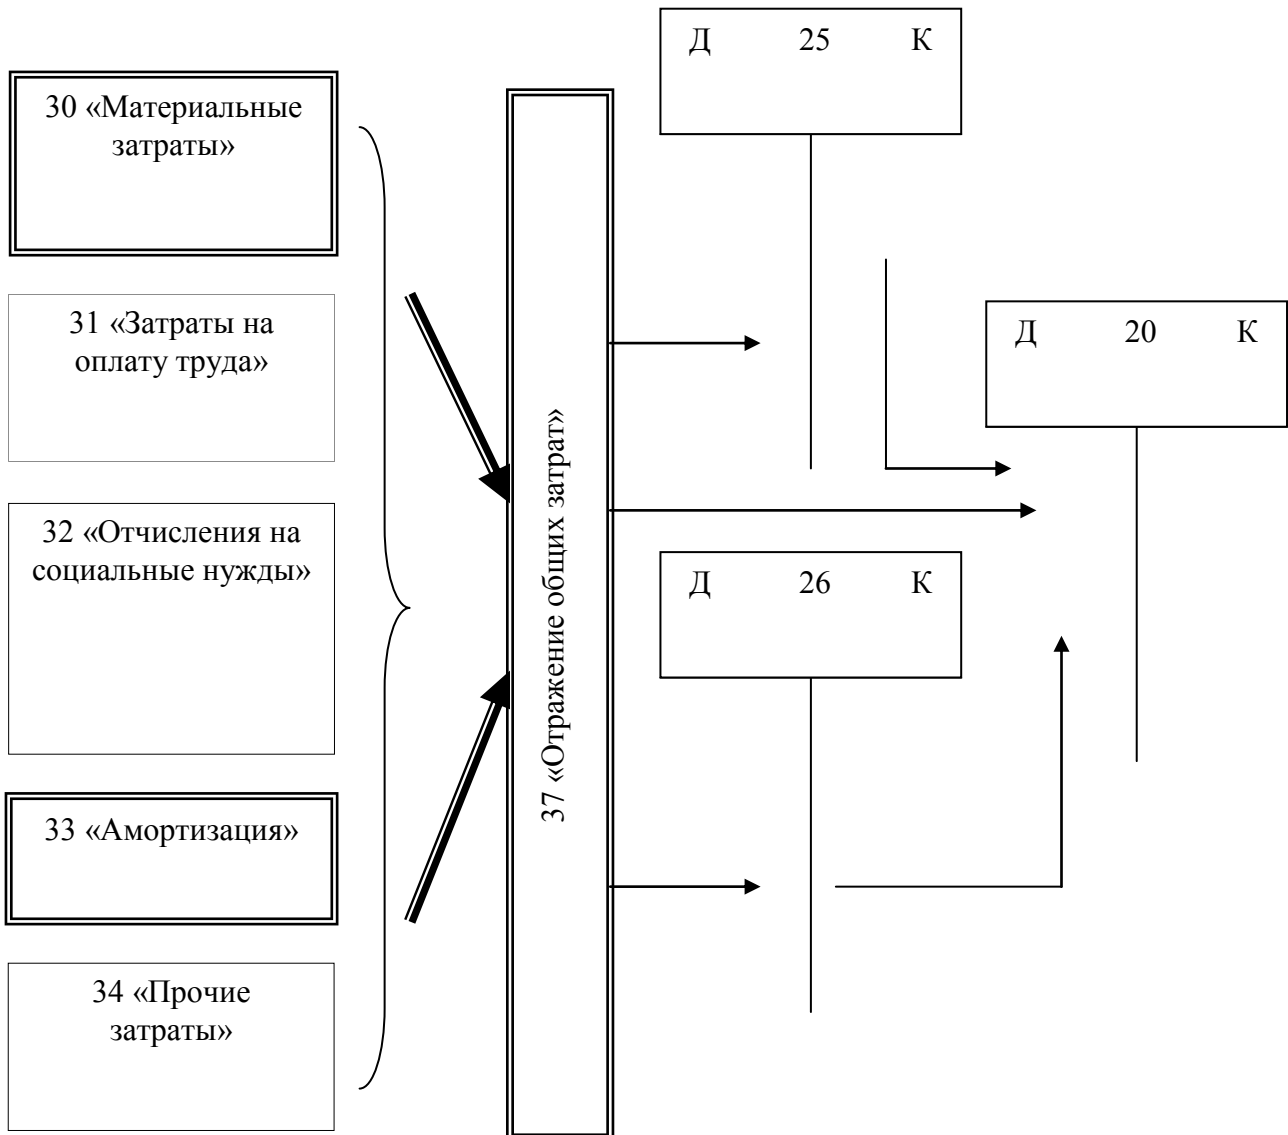 30 «Материальные
затраты»
31 «Затраты на
оплату труда»
32 «Отчисления на
социальные нужды»
33 «Амортизация»
34 «Прочие
затраты»
37 «Отражение общих затрат»
Д 25 К
Д 26 К
Д 20 К